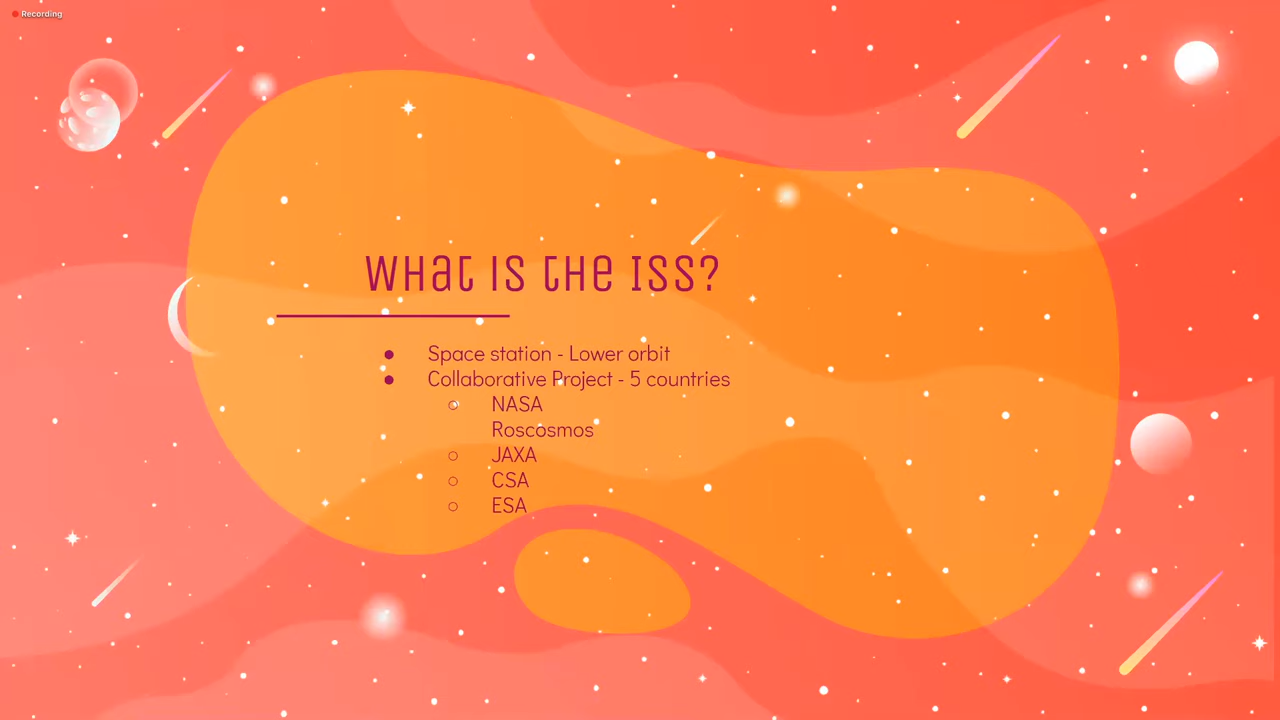 Recording
What is the ISS?
● Space station - Lower orbit
● Collaborative Project - 5 countries
○ NASA
Roscosmos
○ JAXA
○ CSA
○ ESA